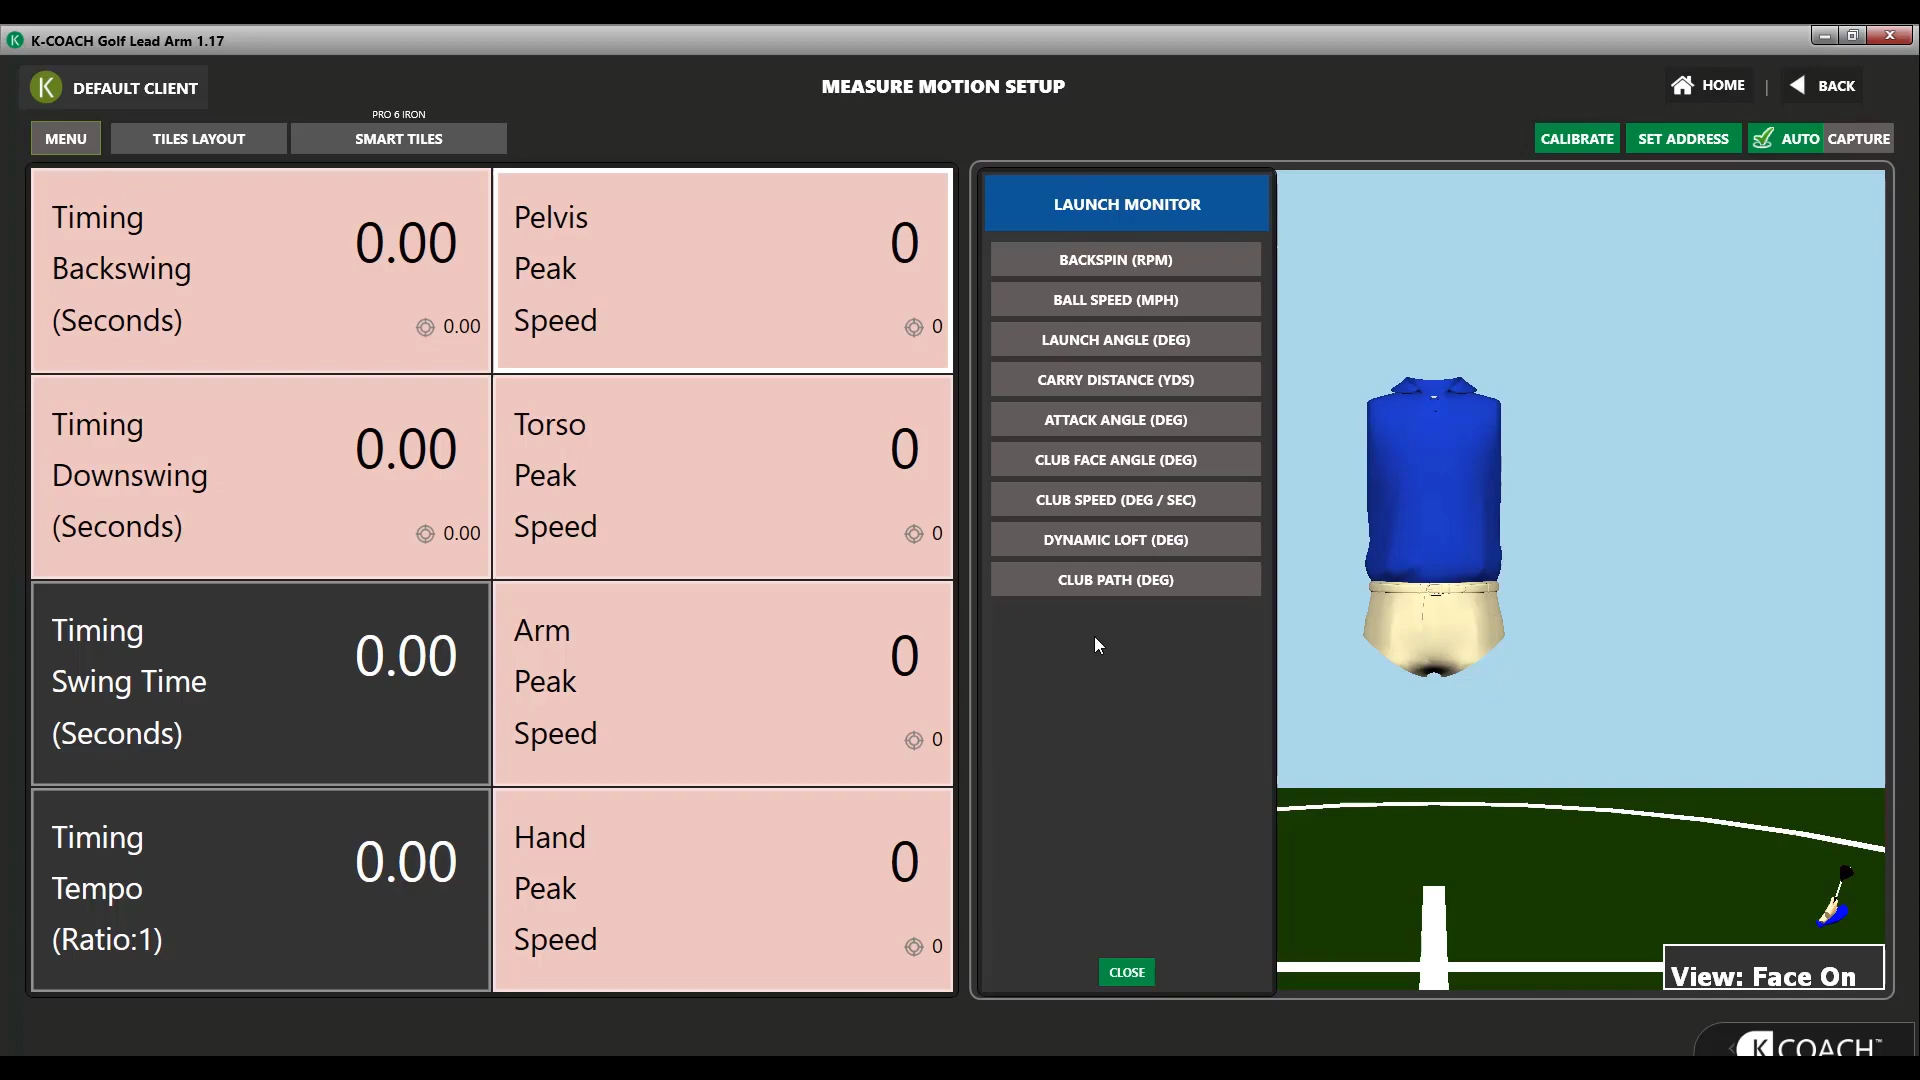 K-COACH Golf Lead Arm 1.17
DEFAULT CLIENT
MEASURE MOTION SETUP
HOME | BACK
PRO 6 IRON
MENU
TILES LAYOUT
SMART TILES
CALIBRATE
SET ADDRESS
AUTO
CAPTURE
Timing
Backswing
(Seconds)
0.00
0.00
Pelvis
Peak
Speed
0
0
Timing
Downswing
(Seconds)
0.00
0.00
Torso
Peak
Speed
0
0
Timing
Swing Time
(Seconds)
0.00
Arm
Peak
Speed
0
0
Timing
Tempo
(Ratio:1)
0.00
Hand
Peak
Speed
0
0
LAUNCH MONITOR
BACKSPIN (RPM)
BALL SPEED (MPH)
LAUNCH ANGLE (DEG)
CARRY DISTANCE (YDS)
ATTACK ANGLE (DEG)
CLUB FACE ANGLE (DEG)
CLUB SPEED (DEG / SEC)
DYNAMIC LOFT (DEG)
CLUB PATH (DEG)
CLOSE
View: Face On
K COACH™